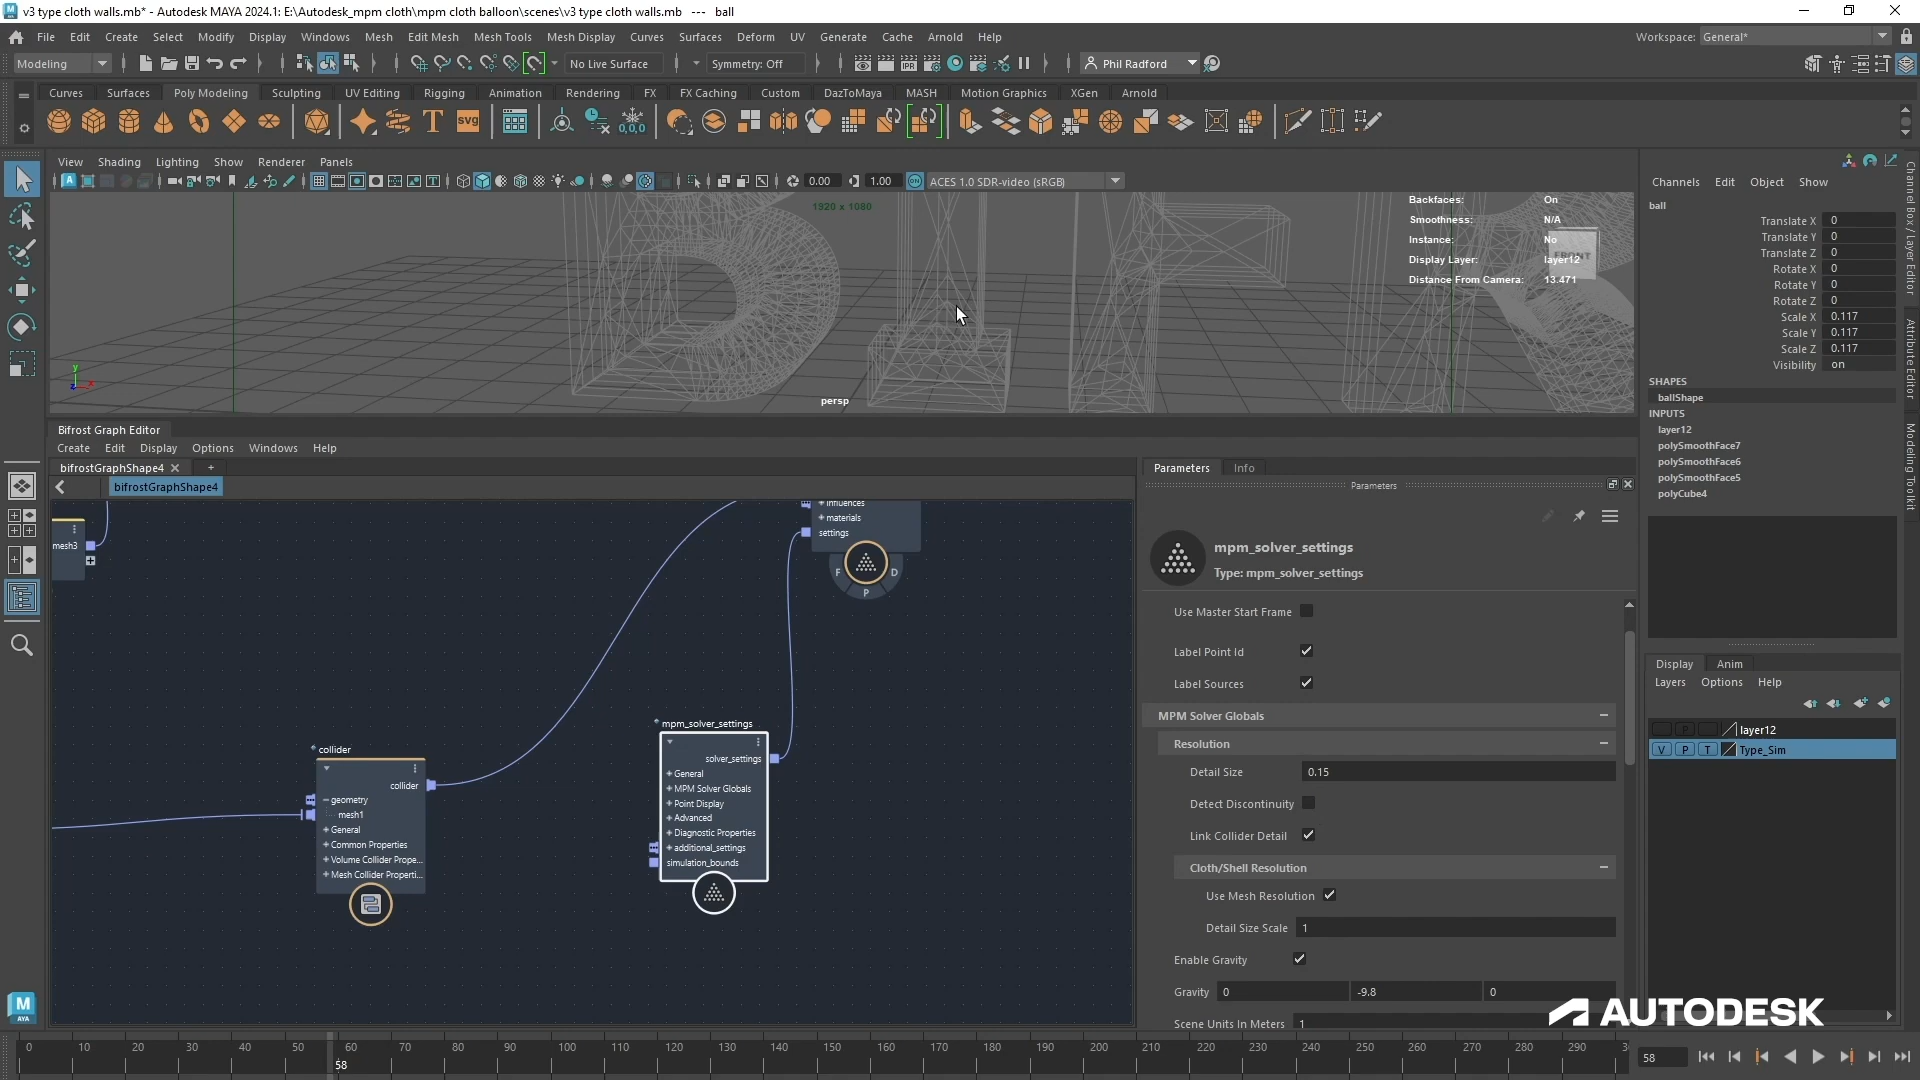 v3 type cloth walls.mb* - Autodesk MAYA 2024.1: E:\Autodesk_mpm cloth\mpm cloth balloon\scenes\v3 type cloth walls.mb --- ball
File Edit Create Select Modify Display Windows Mesh Edit Mesh Mesh Tools Mesh Display Curves Surfaces Deform UV Generate Cache Arnold Help
Workspace: General*
Modeling No Live Surface Symmetry: Off Phil Radford
Curves Surfaces Poly Modeling Sculpting UV Editing Rigging Animation Rendering FX FX Caching Custom DazToMaya MASH Motion Graphics XGen Arnold
svg 0,0,0
View Shading Lighting Show Renderer Panels
0.00 1.00 ACES 1.0 SDR-video (sRGB)
1920 x 1080
Backfaces: On
Smoothness: N/A
Instance: No
Display Layer: layer12
Distance From Camera: 13.471
FRONT
persp
Bifrost Graph Editor
Create Edit Display Options Windows Help
bifrostGraphShape4
bifrostGraphShape4
mesh3
influences
materials
settings
F D
P
collider
collider
geometry
mesh1
General
Common Properties
Volume Collider Prope...
Mesh Collider Properti...
mpm_solver_settings
solver_settings
General
MPM Solver Globals
Point Display
Advanced
Diagnostic Properties
additional_settings
simulation_bounds
Parameters Info
Parameters
mpm_solver_settings
Type: mpm_solver_settings
Use Master Start Frame
Label Point Id
Label Sources
MPM Solver Globals
Resolution
Detail Size 0.15
Detect Discontinuity
Link Collider Detail
Cloth/Shell Resolution
Use Mesh Resolution
Detail Size Scale 1
Enable Gravity
Gravity 0 -9.8 0
Scene Units In Meters 1
Channels Edit Object Show
ball
Translate X 0
Translate Y 0
Translate Z 0
Rotate X 0
Rotate Y 0
Rotate Z 0
Scale X 0.117
Scale Y 0.117
Scale Z 0.117
Visibility on
SHAPES
ballShape
INPUTS
layer12
polySmoothFace7
polySmoothFace6
polySmoothFace5
polyCube4
Display Anim
Layers Options Help
P layer12
V P T Type_Sim
Channel Box / Layer Editor
Attribute Editor
Modeling Toolkit
AUTODESK
M
AYA
0 10 20 30 40 50 60 70 80 90 100 110 120 130 140 150 160 170 180 190 200 210 220 230 240 250 260 270 280 290
58
58